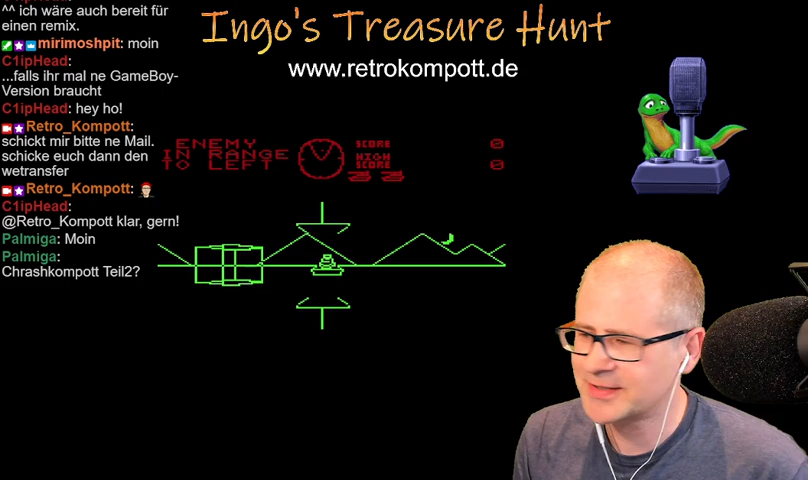 ^^ ich wäre auch bereit für
einen remix.
mirimoshpit: moin
C1ipHead:
...falls ihr mal ne GameBoy-
Version braucht
C1ipHead: hey ho!
Retro_Kompott:
schickt mir bitte ne Mail.
schicke euch dann den
wetransfer
Retro_Kompott:
C1ipHead:
@Retro_Kompott klar, gern!
Palmiga: Moin
Palmiga:
Chrashkompott Teil2?
Ingo's Treasure Hunt
www.retrokompott.de
ENEMY
IN RANGE
TO LEFT
SCORE 0
HIGH
SCORE 0